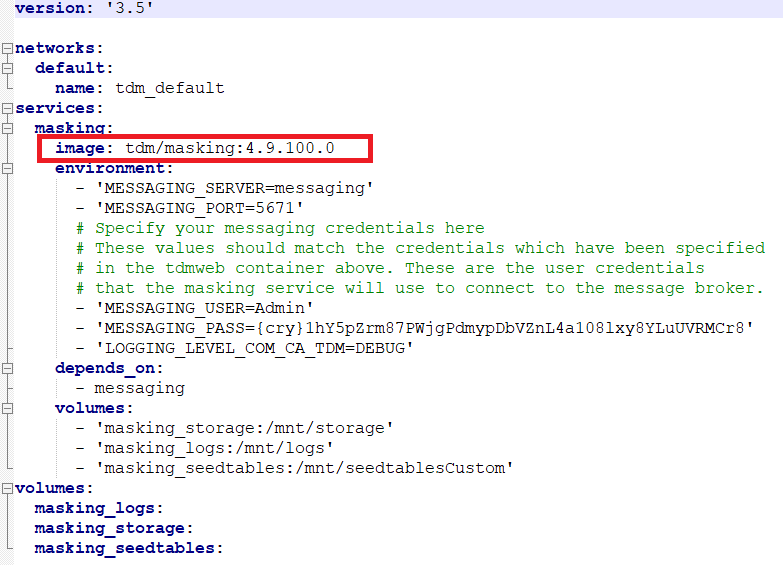 version: '3.5'
networks:
default:
name: tdm_default
services:
masking:
image: tdm/masking:4.9.100.0
environment:
- 'MESSAGING_SERVER=messaging'
- 'MESSAGING_PORT=5671'
# Specify your messaging credentials here
# These values should match the credentials which have been specified
# in the tdmweb container above. These are the user credentials
# that the masking service will use to connect to the message broker.
- 'MESSAGING_USER=Admin'
- 'MESSAGING_PASS={cry}1hY5pZrm87PWjgPdmypDbVZnL4a108lxy8YLuUVRMCr8'
- 'LOGGING_LEVEL_COM_CA_TDM=DEBUG'
depends_on:
- messaging
volumes:
- 'masking_storage:/mnt/storage'
- 'masking_logs:/mnt/logs'
- 'masking_seedtables:/mnt/seedtablesCustom'
volumes:
masking_logs:
masking_storage:
masking_seedtables: